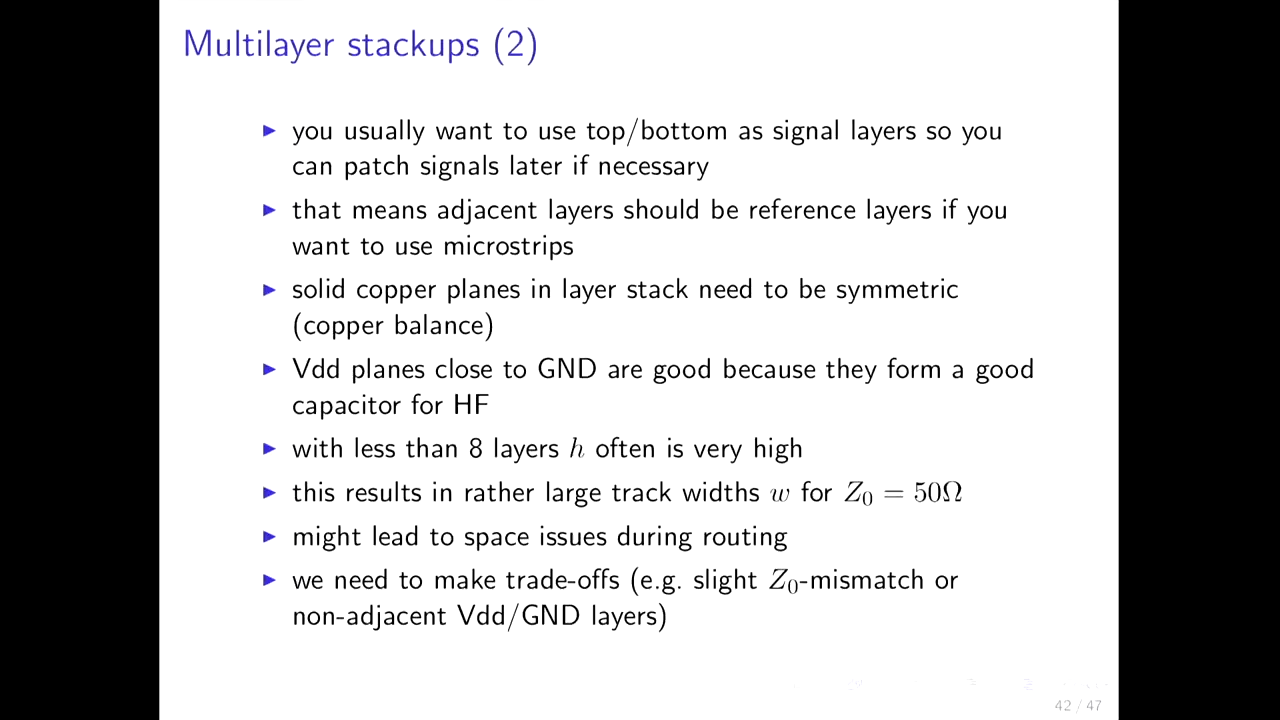 Multilayer stackups (2)
▶ you usually want to use top/bottom as signal layers so you
can patch signals later if necessary
▶ that means adjacent layers should be reference layers if you
want to use microstrips
▶ solid copper planes in layer stack need to be symmetric
(copper balance)
▶ Vdd planes close to GND are good because they form a good
capacitor for HF
▶ with less than 8 layers h often is very high
▶ this results in rather large track widths w for Z₀ = 50Ω
▶ might lead to space issues during routing
▶ we need to make trade-offs (e.g. slight Z₀-mismatch or
non-adjacent Vdd/GND layers)
42 / 47